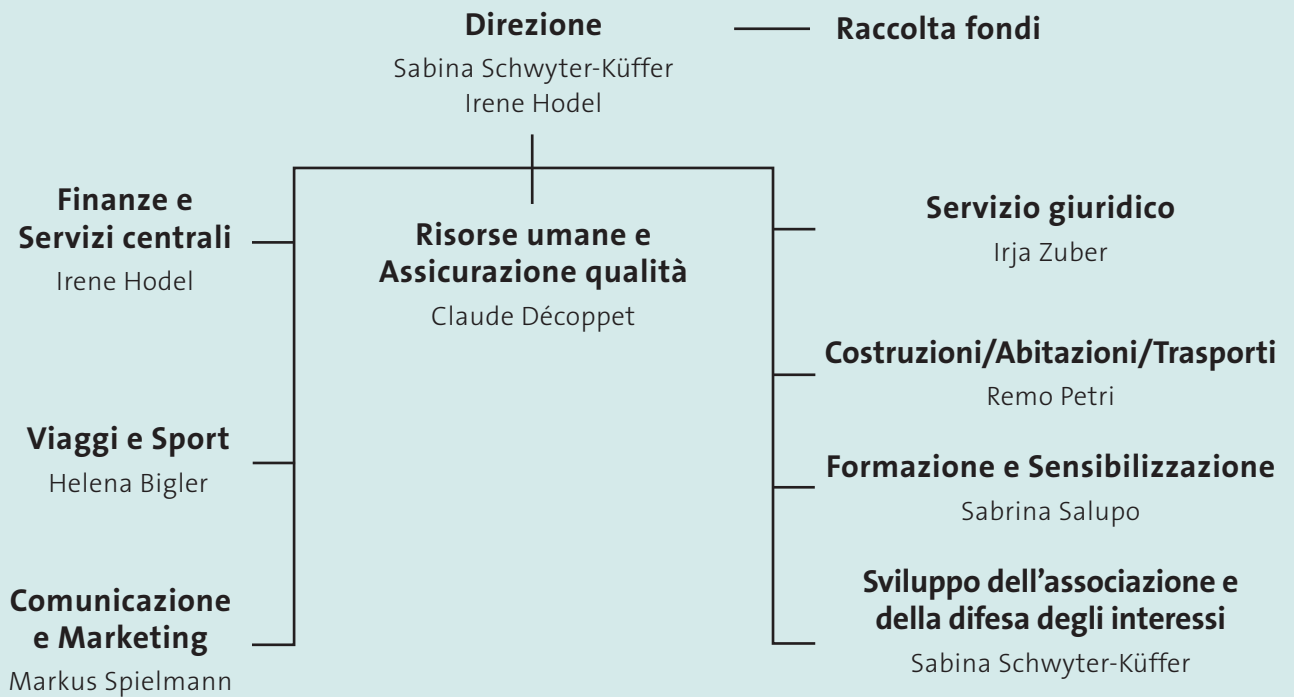 Direzione
Sabina Schwyter-Küffer
Irene Hodel
Raccolta fondi
Finanze e
Servizi centrali
Irene Hodel
Risorse umane e
Assicurazione qualità
Claude Décoppet
Servizio giuridico
Irja Zuber
Costruzioni/Abitazioni/Trasporti
Remo Petri
Viaggi e Sport
Helena Bigler
Formazione e Sensibilizzazione
Sabrina Salupo
Comunicazione
e Marketing
Markus Spielmann
Sviluppo dell’associazione e
della difesa degli interessi
Sabina Schwyter-Küffer